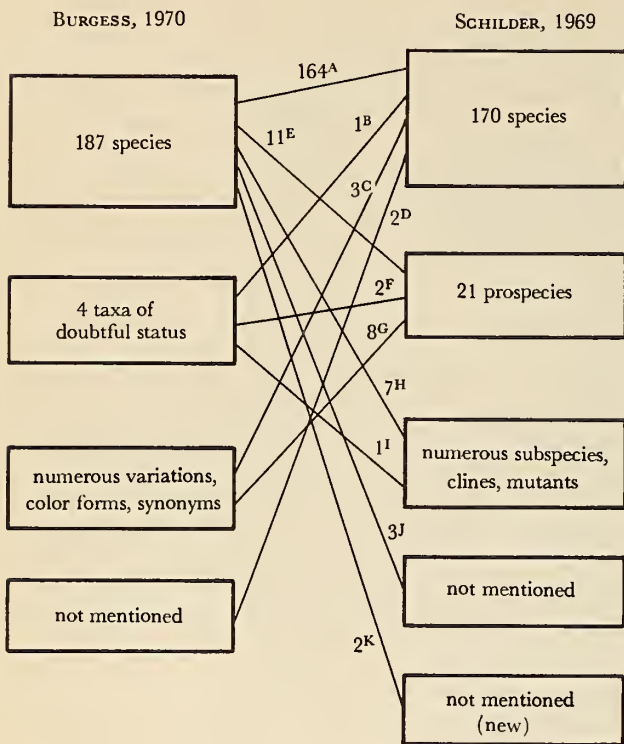 BURGESS, 1970
SCHILDER, 1969
187 species
170 species
164ᴬ
1ᴮ
11ᴱ
3ᶜ
2ᴰ
4 taxa of
doubtful status
21 prospecies
2ꟳ
8ᴳ
7ᴴ
1ᴵ
numerous variations,
color forms, synonyms
numerous subspecies,
clines, mutants
3ᴶ
not mentioned
not mentioned
2ᴷ
not mentioned
(new)